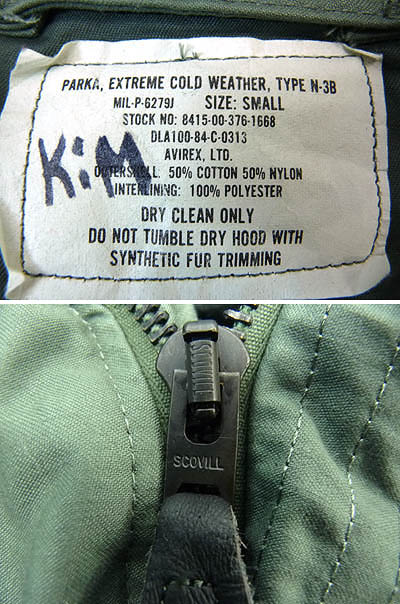 PARKA, EXTREME COLD WEATHER, TYPE N-3B
MIL-P-6279J SIZE: SMALL
STOCK NO: 8415-00-376-1668
DLA100-84-C-0313
AVIREX, LTD.
KiM
OUTERSHELL: 50% COTTON 50% NYLON
INTERLINING: 100% POLYESTER
DRY CLEAN ONLY
DO NOT TUMBLE DRY HOOD WITH
SYNTHETIC FUR TRIMMING
SCOVILL